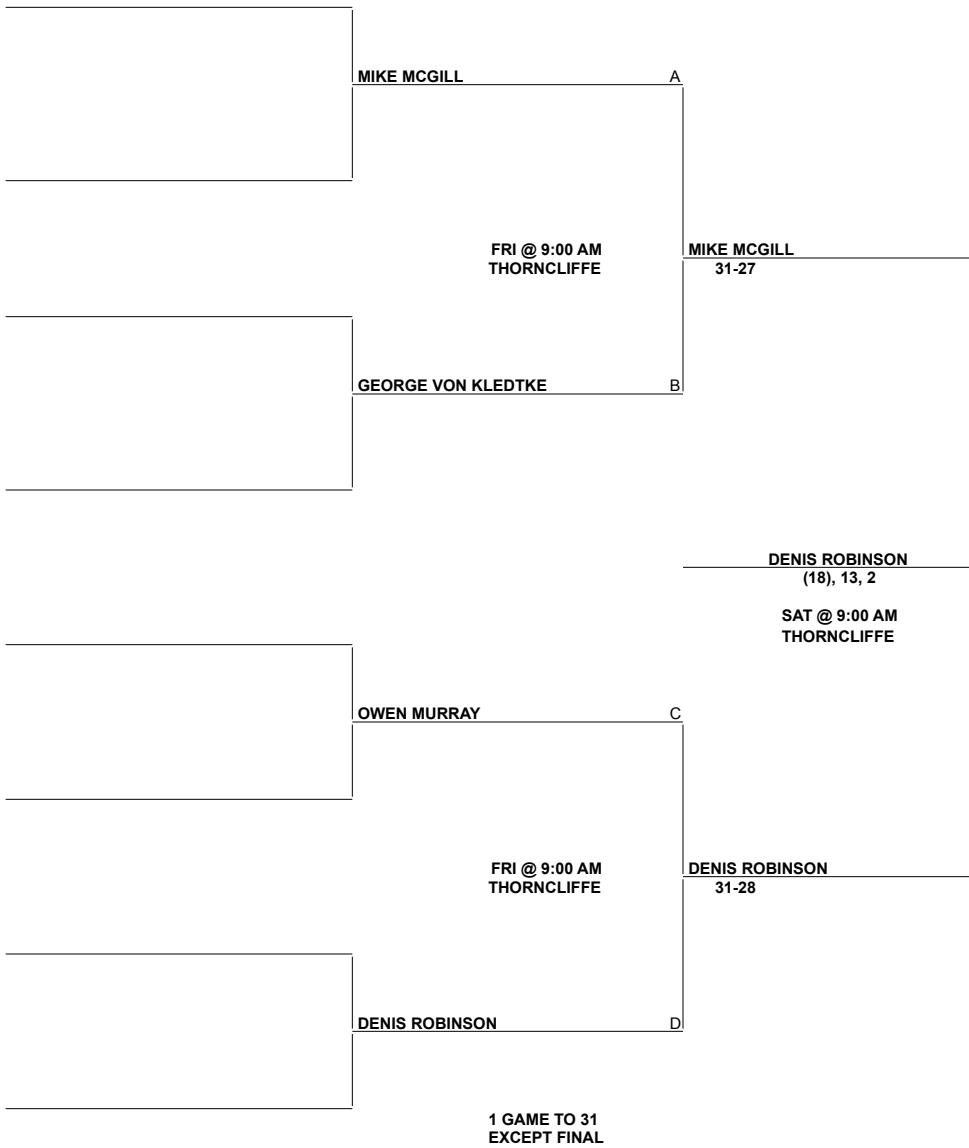 MIKE MCGILL A
FRI @ 9:00 AM
THORNCLIFFE
MIKE MCGILL
31-27
GEORGE VON KLEDTKE B
DENIS ROBINSON
(18), 13, 2
SAT @ 9:00 AM
THORNCLIFFE
OWEN MURRAY C
FRI @ 9:00 AM
THORNCLIFFE
DENIS ROBINSON
31-28
DENIS ROBINSON D
1 GAME TO 31
EXCEPT FINAL